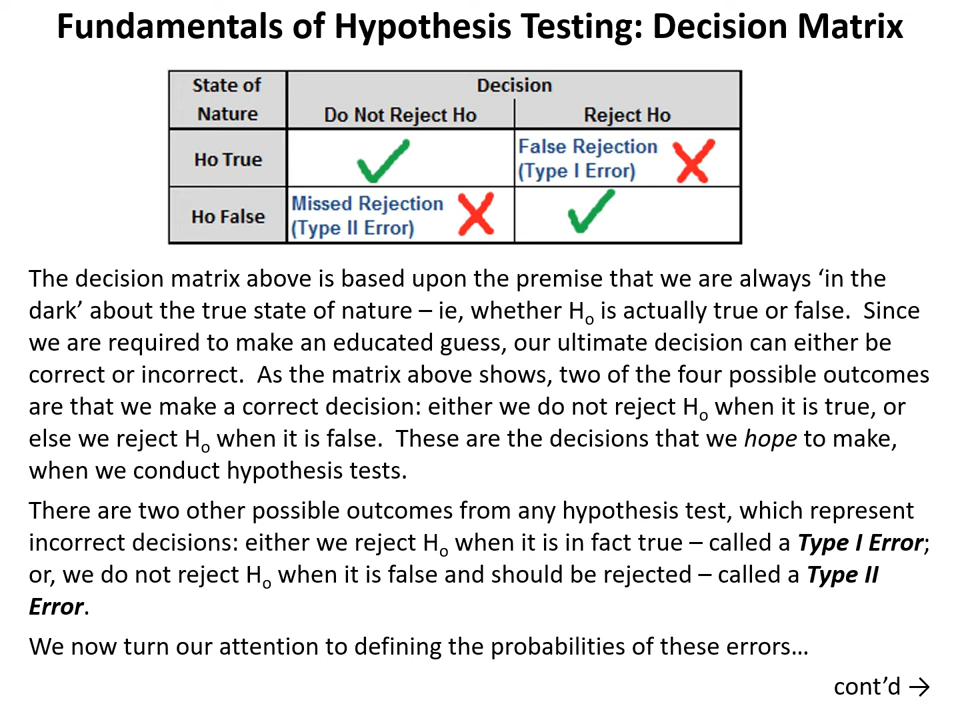 Fundamentals of Hypothesis Testing: Decision Matrix
State of Nature
Decision
Do Not Reject Ho
Reject Ho
Ho True
False Rejection
(Type I Error)
Ho False
Missed Rejection
(Type II Error)
The decision matrix above is based upon the premise that we are always ‘in the
dark’ about the true state of nature – ie, whether Ho is actually true or false.  Since
we are required to make an educated guess, our ultimate decision can either be
correct or incorrect.  As the matrix above shows, two of the four possible outcomes
are that we make a correct decision: either we do not reject Ho when it is true, or
else we reject Ho when it is false.  These are the decisions that we hope to make,
when we conduct hypothesis tests.
There are two other possible outcomes from any hypothesis test, which represent
incorrect decisions: either we reject Ho when it is in fact true – called a Type I Error;
or, we do not reject Ho when it is false and should be rejected – called a Type II
Error.
We now turn our attention to defining the probabilities of these errors…
cont’d →